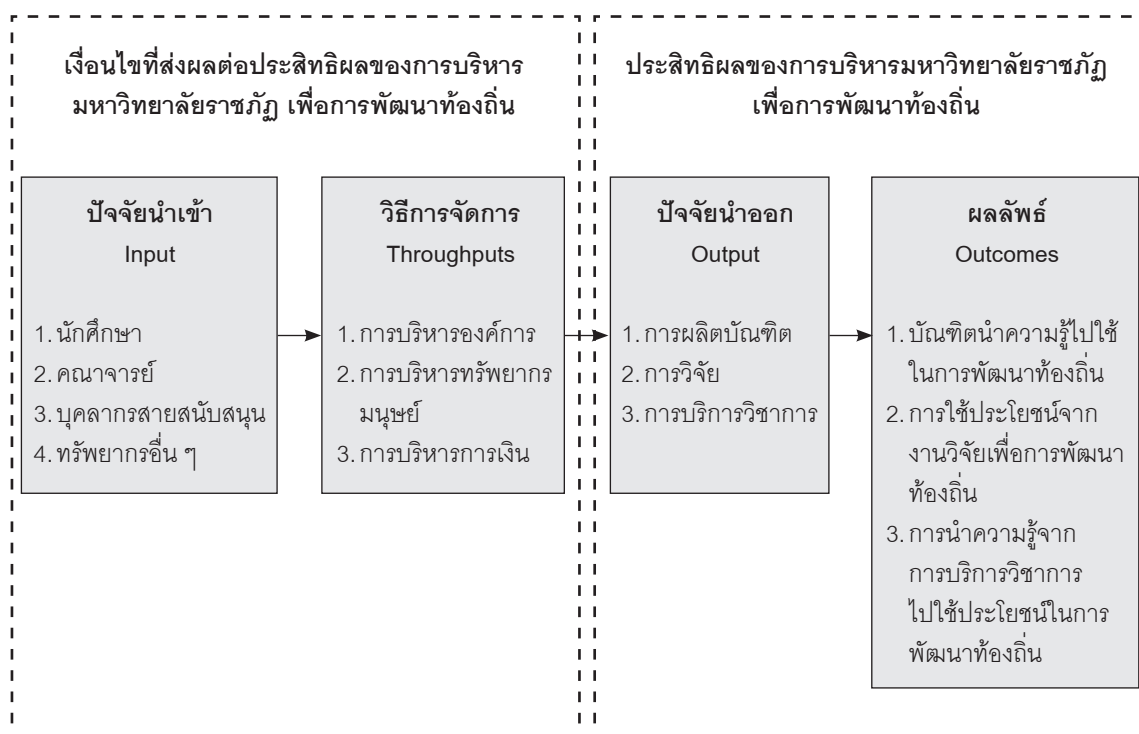 เงื่อนไขที่ส่งผลต่อประสิทธิผลของการบริหาร
มหาวิทยาลัยราชภัฏ เพื่อการพัฒนาท้องถิ่น
ประสิทธิผลของการบริหารมหาวิทยาลัยราชภัฏ
เพื่อการพัฒนาท้องถิ่น
ปัจจัยนำเข้า
Input
1. นักศึกษา
2. คณาจารย์
3. บุคลากรสายสนับสนุน
4. ทรัพยากรอื่น ๆ
วิธีการจัดการ
Throughputs
1. การบริหารองค์การ
2. การบริหารทรัพยากร
มนุษย์
3. การบริหารการเงิน
ปัจจัยนำออก
Output
1. การผลิตบัณฑิต
2. การวิจัย
3. การบริการวิชาการ
ผลลัพธ์
Outcomes
1. บัณฑิตนำความรู้ไปใช้
ในการพัฒนาท้องถิ่น
2. การใช้ประโยชน์จาก
งานวิจัยเพื่อการพัฒนา
ท้องถิ่น
3. การนำความรู้จาก
การบริการวิชาการ
ไปใช้ประโยชน์ในการ
พัฒนาท้องถิ่น